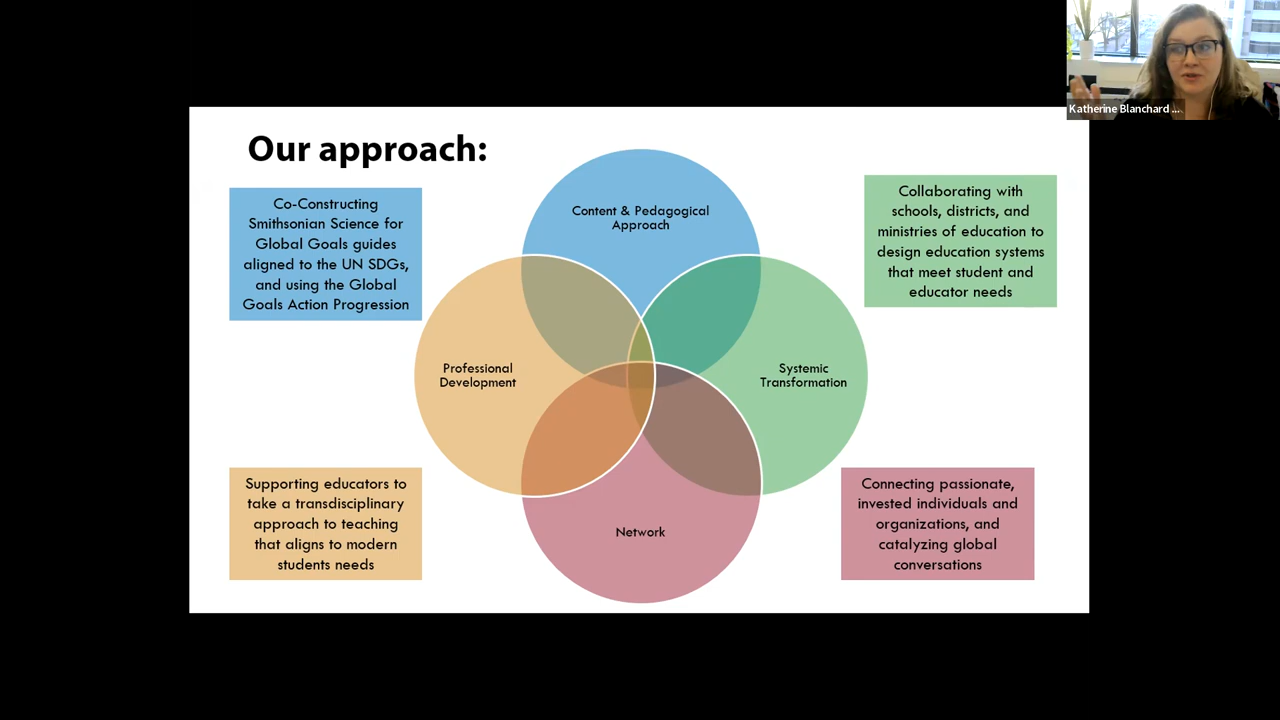 Katherine Blanchard ...
Our approach:
Co-Constructing
Smithsonian Science for
Global Goals guides
aligned to the UN SDGs,
and using the Global
Goals Action Progression
Content & Pedagogical
Approach
Collaborating with
schools, districts, and
ministries of education to
design education systems
that meet student and
educator needs
Professional
Development
Systemic
Transformation
Supporting educators to
take a transdisciplinary
approach to teaching
that aligns to modern
students needs
Network
Connecting passionate,
invested individuals and
organizations, and
catalyzing global
conversations